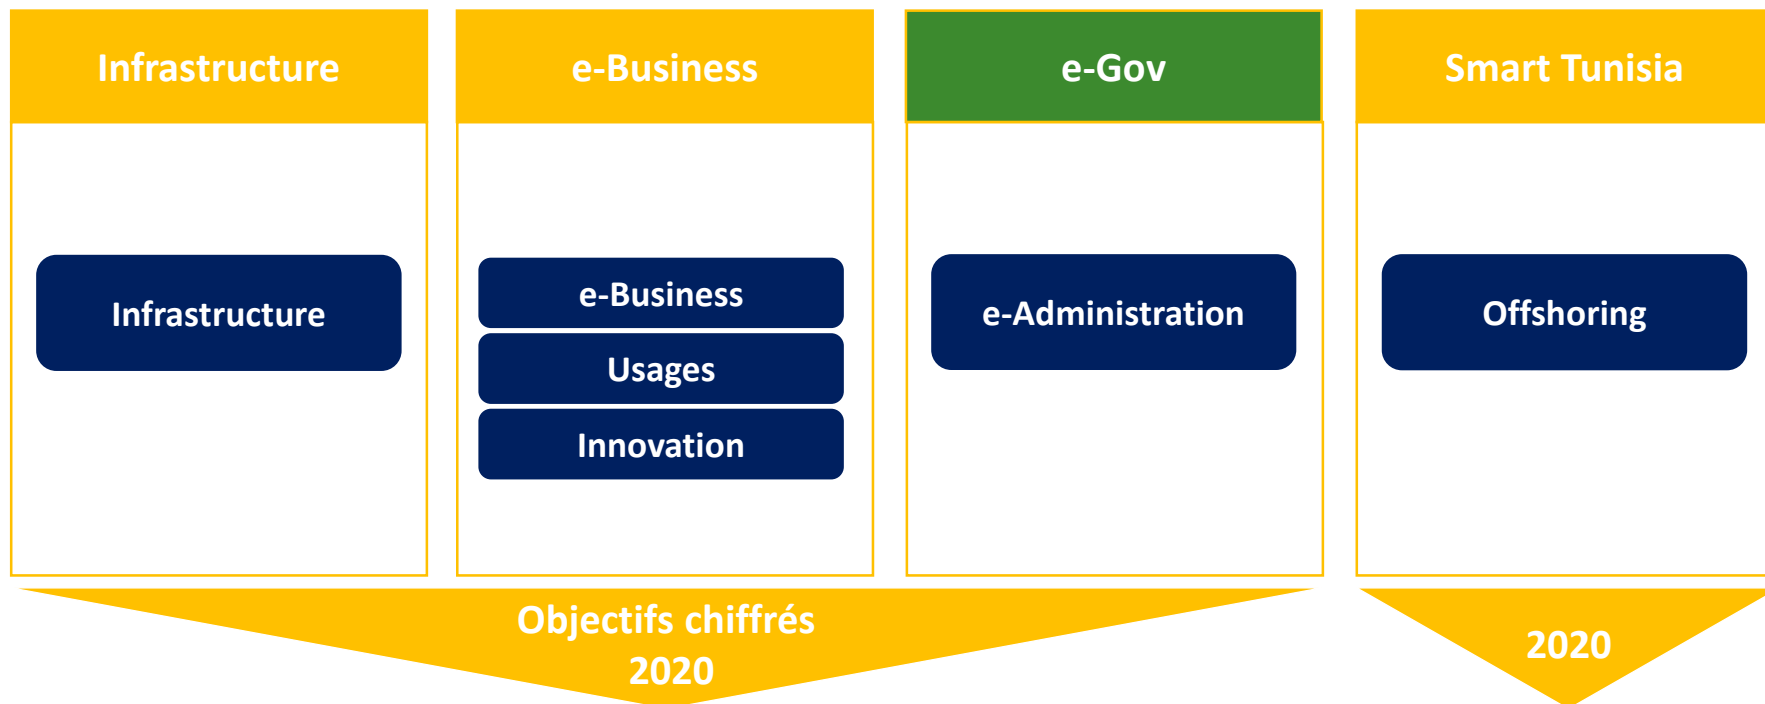 Infrastructure
e-Business
e-Gov
Smart Tunisia
Infrastructure
e-Business
Usages
Innovation
e-Administration
Offshoring
Objectifs chiffrés
2020
2020